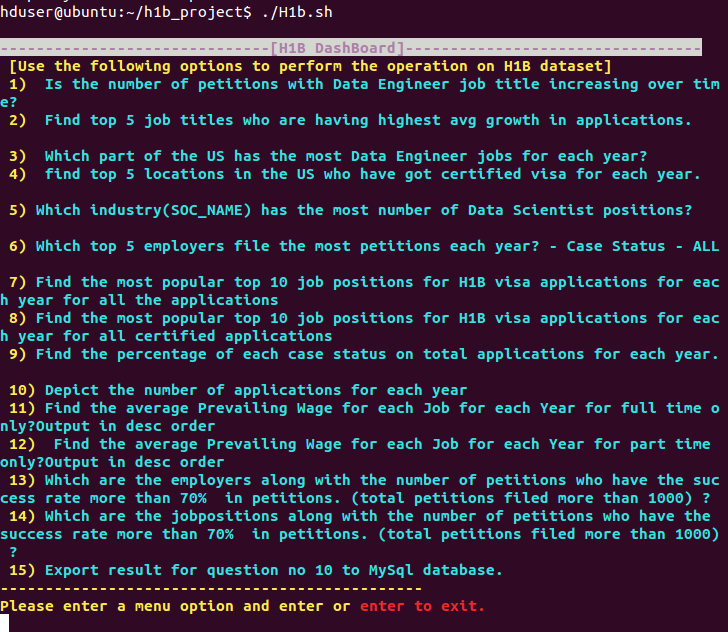 hduser@ubuntu:~/h1b_project$ ./H1b.sh
------------------------------[H1B DashBoard]---------------------------------
[Use the following options to perform the operation on H1B dataset]
1)  Is the number of petitions with Data Engineer job title increasing over tim
e?
2)  Find top 5 job titles who are having highest avg growth in applications.
3)  Which part of the US has the most Data Engineer jobs for each year?
4)  find top 5 locations in the US who have got certified visa for each year.
5) Which industry(SOC_NAME) has the most number of Data Scientist positions?
6) Which top 5 employers file the most petitions each year? - Case Status - ALL
7) Find the most popular top 10 job positions for H1B visa applications for eac
h year for all the applications
8) Find the most popular top 10 job positions for H1B visa applications for eac
h year for all certified applications
9) Find the percentage of each case status on total applications for each year.
10) Depict the number of applications for each year
11) Find the average Prevailing Wage for each Job for each Year for full time o
nly?Output in desc order
12)  Find the average Prevailing Wage for each Job for each Year for part time
only?Output in desc order
13) Which are the employers along with the number of petitions who have the suc
cess rate more than 70%  in petitions. (total petitions filed more than 1000) ?
14) Which are the jobpositions along with the number of petitions who have the
success rate more than 70%  in petitions. (total petitions filed more than 1000)
?
15) Export result for question no 10 to MySql database.
-----------------------------------------------
Please enter a menu option and enter or enter to exit.